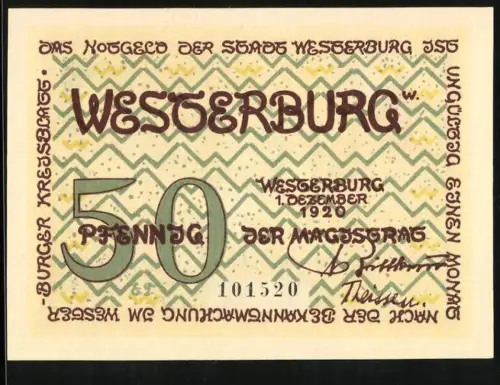 DAS NOTGELD DER STADT WESTERBURG IST
UNGÜLTIG EINEN MONAT
NACH DER BEKANNTMACHUNG IM WESTER
-BURGER KREISBLATT.
WESTERBURG W.
50
PFENNIG
WESTERBURG
1. DEZEMBER
1920
DER MAGISTRAT
101520
Theissen.